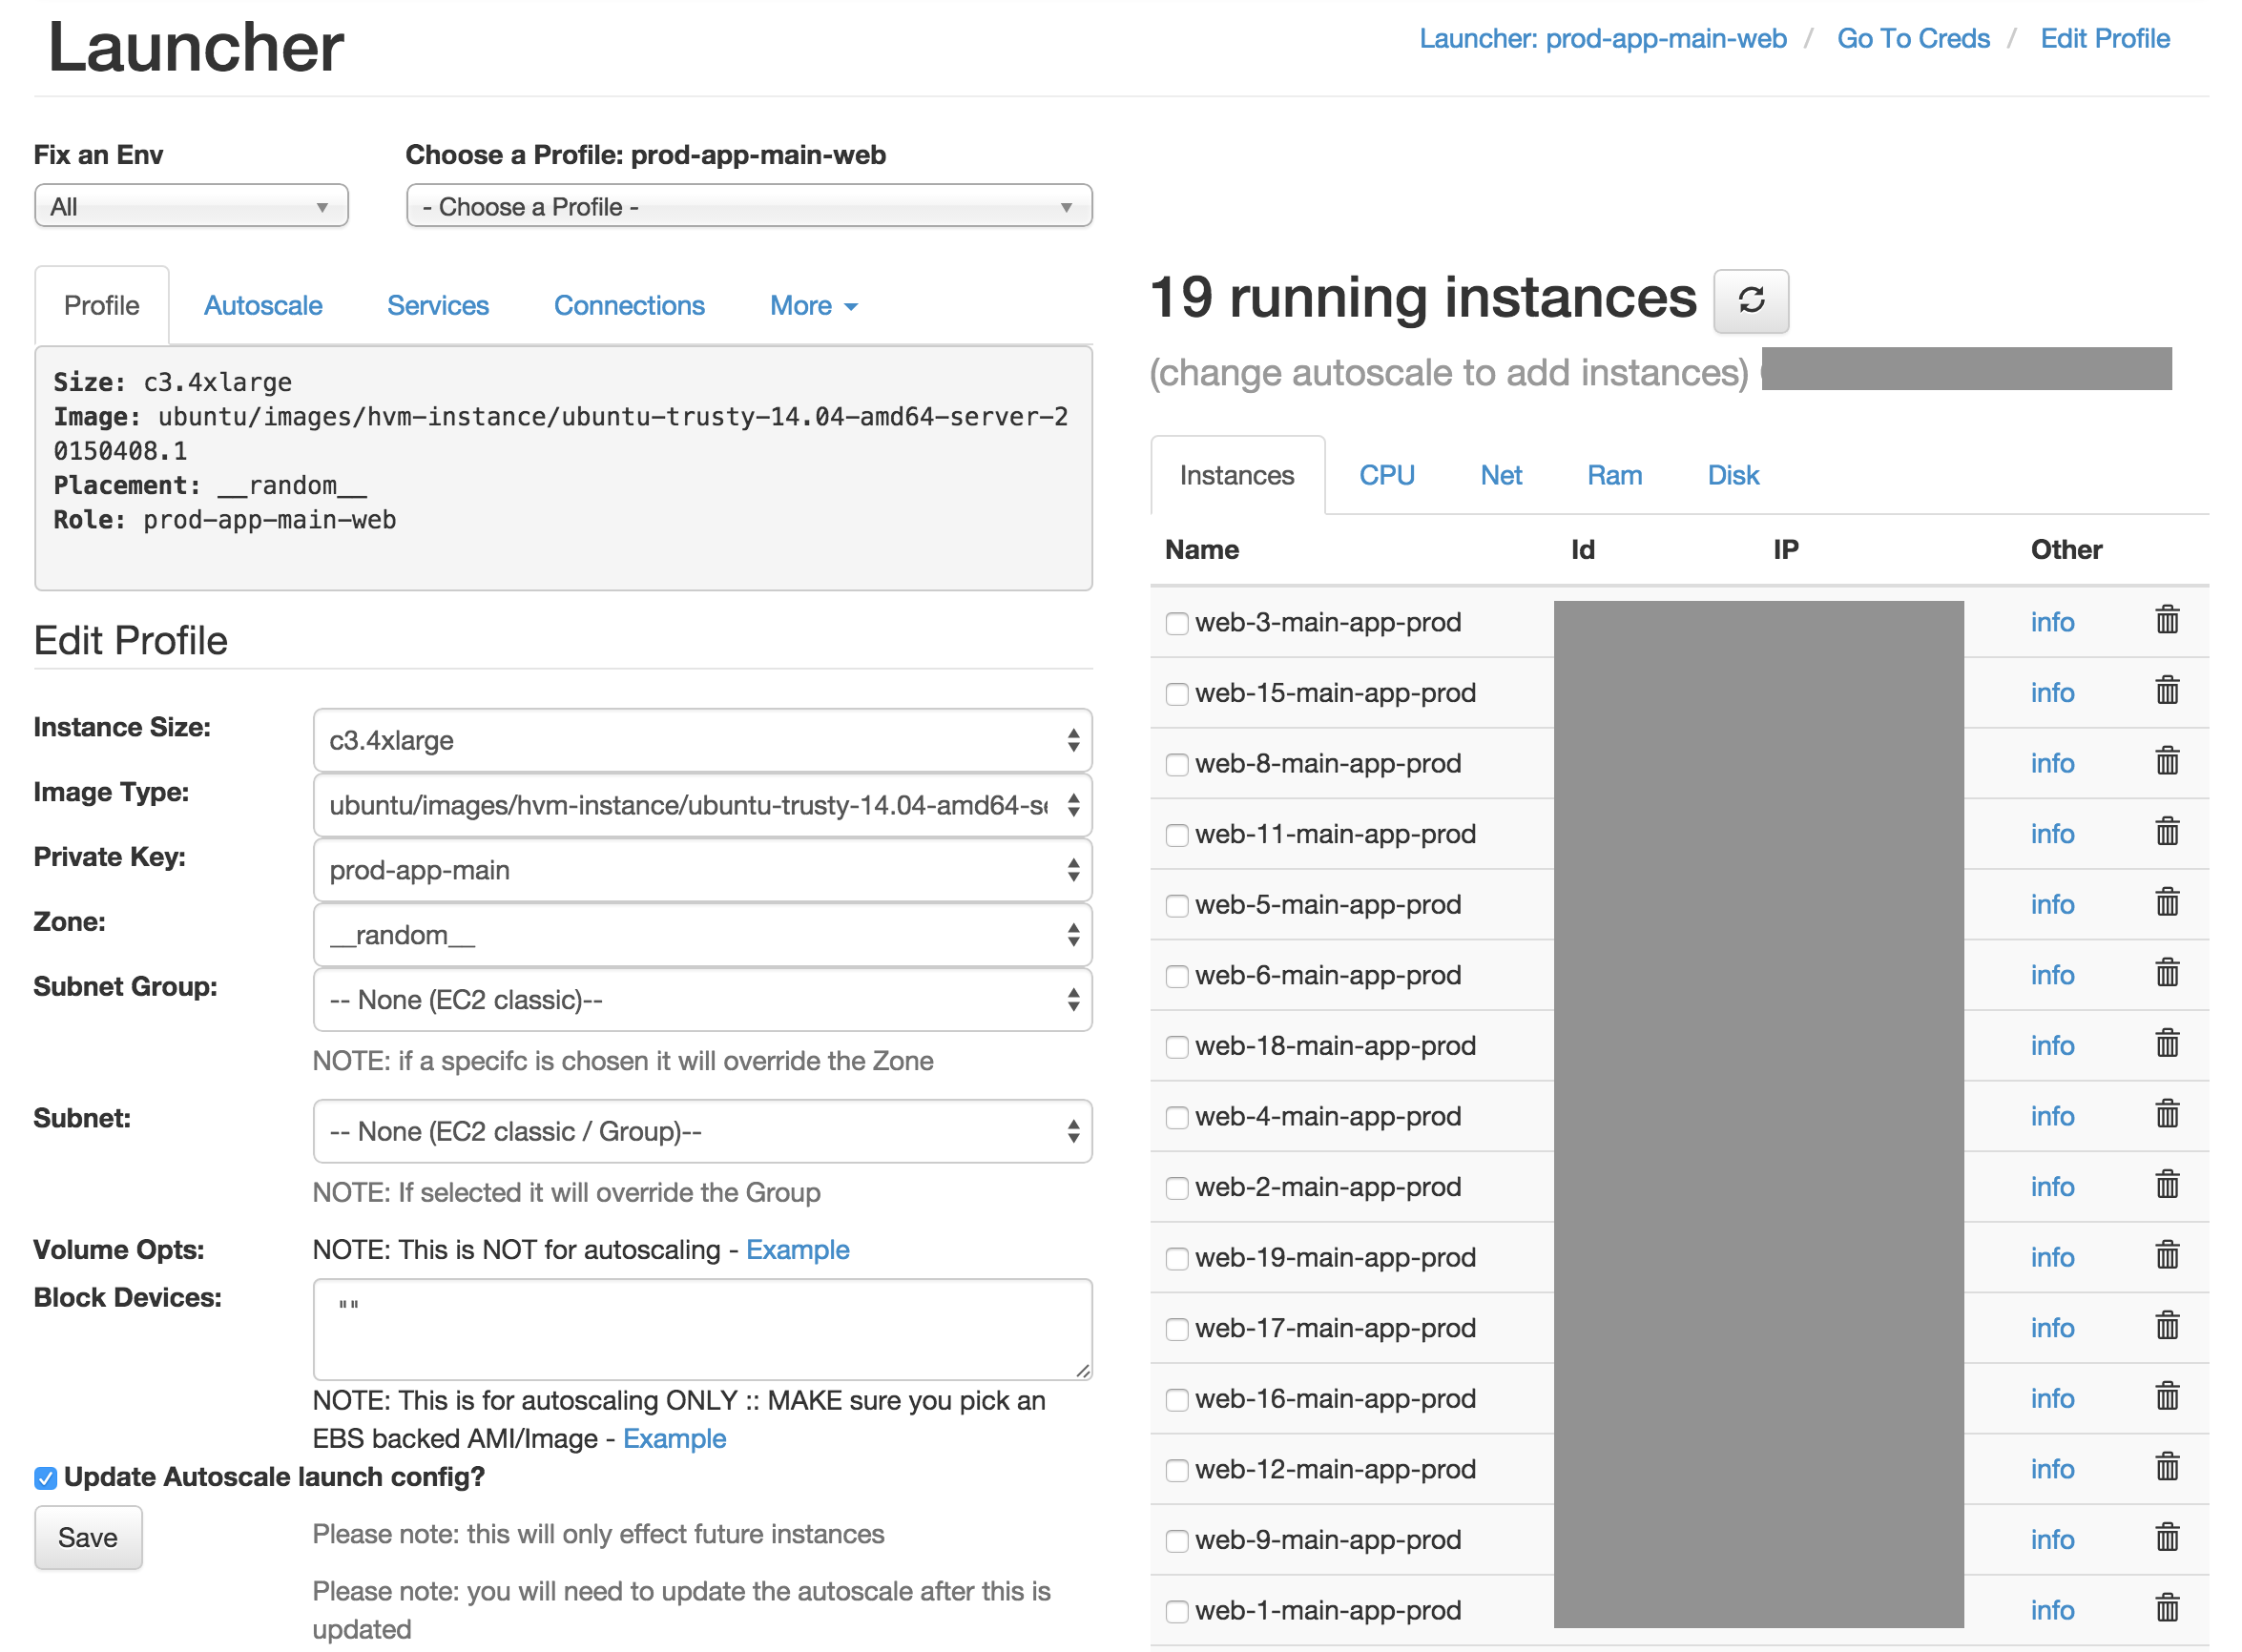 Launcher
Launcher: prod-app-main-web / Go To Creds / Edit Profile
Fix an Env
All
Choose a Profile: prod-app-main-web
- Choose a Profile -
Profile Autoscale Services Connections More
Size: c3.4xlarge
Image: ubuntu/images/hvm-instance/ubuntu-trusty-14.04-amd64-server-2
0150408.1
Placement: __random__
Role: prod-app-main-web
Edit Profile
Instance Size: c3.4xlarge
Image Type: ubuntu/images/hvm-instance/ubuntu-trusty-14.04-amd64-se
Private Key: prod-app-main
Zone: __random__
Subnet Group: -- None (EC2 classic)--
NOTE: if a specifc is chosen it will override the Zone
Subnet: -- None (EC2 classic / Group)--
NOTE: If selected it will override the Group
Volume Opts: NOTE: This is NOT for autoscaling - Example
Block Devices: ""
NOTE: This is for autoscaling ONLY :: MAKE sure you pick an
EBS backed AMI/Image - Example
Update Autoscale launch config?
Save
Please note: this will only effect future instances
Please note: you will need to update the autoscale after this is
updated
19 running instances
(change autoscale to add instances)
Instances CPU Net Ram Disk
Name Id IP Other
web-3-main-app-prod info
web-15-main-app-prod info
web-8-main-app-prod info
web-11-main-app-prod info
web-5-main-app-prod info
web-6-main-app-prod info
web-18-main-app-prod info
web-4-main-app-prod info
web-2-main-app-prod info
web-19-main-app-prod info
web-17-main-app-prod info
web-16-main-app-prod info
web-12-main-app-prod info
web-9-main-app-prod info
web-1-main-app-prod info